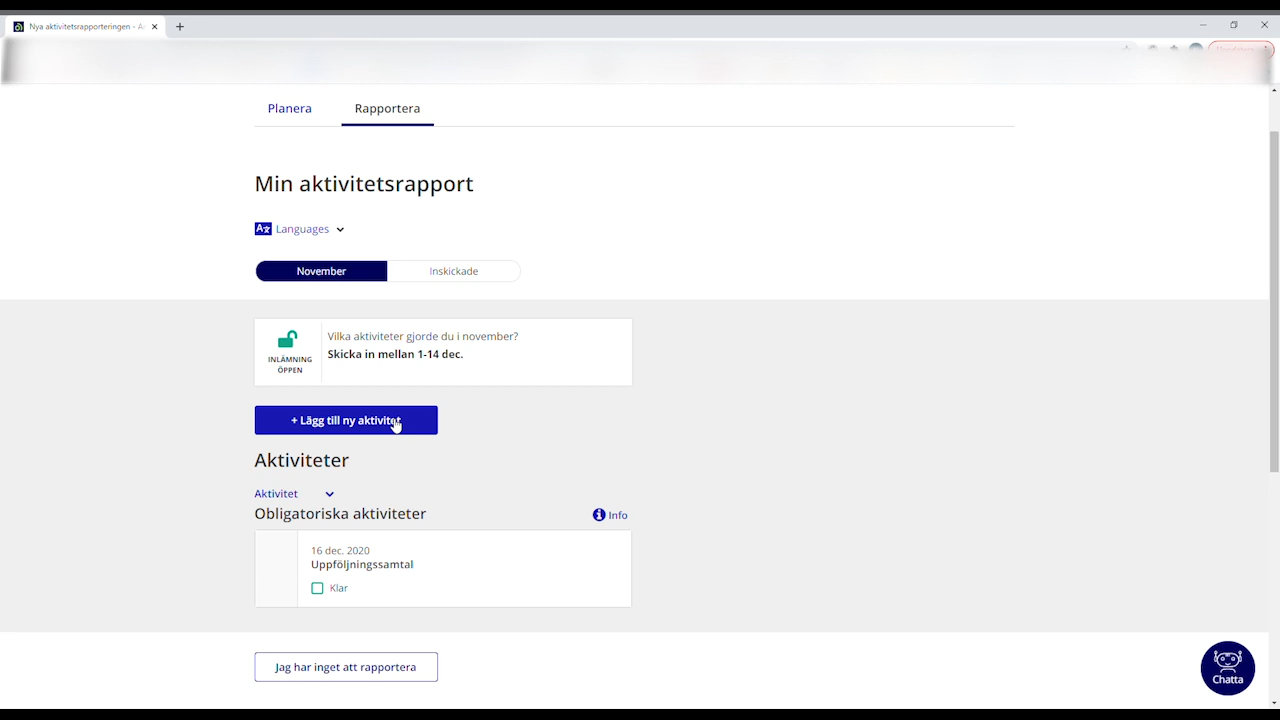 Nya aktivitetsrapporteringen - A
Planera
Rapportera
Min aktivitetsrapport
Languages
November
Inskickade
INLÄMNING
ÖPPEN
Vilka aktiviteter gjorde du i november?
Skicka in mellan 1-14 dec.
+ Lägg till ny aktivitet
Aktiviteter
Aktivitet
Obligatoriska aktiviteter
Info
16 dec. 2020
Uppföljningssamtal
Klar
Jag har inget att rapportera
Chatta